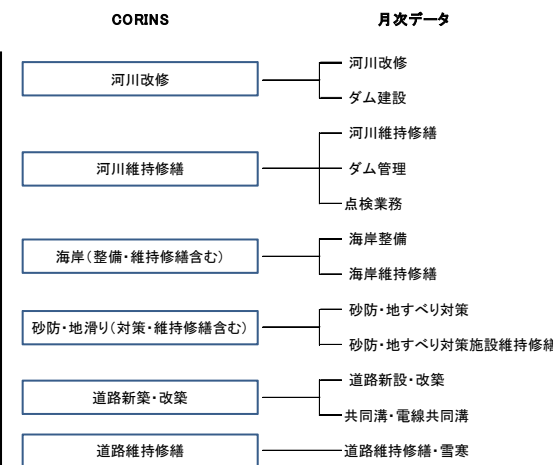 CORINS 月次データ
河川改修
河川改修
ダム建設
河川維持修繕
河川維持修繕
ダム管理
点検業務
海岸(整備・維持修繕含む)
海岸整備
海岸維持修繕
砂防・地滑り(対策・維持修繕含む)
砂防・地すべり対策
砂防・地すべり対策施設維持修繕
道路新築・改築
道路新設・改築
共同溝・電線共同溝
道路維持修繕
道路維持修繕・雪寒